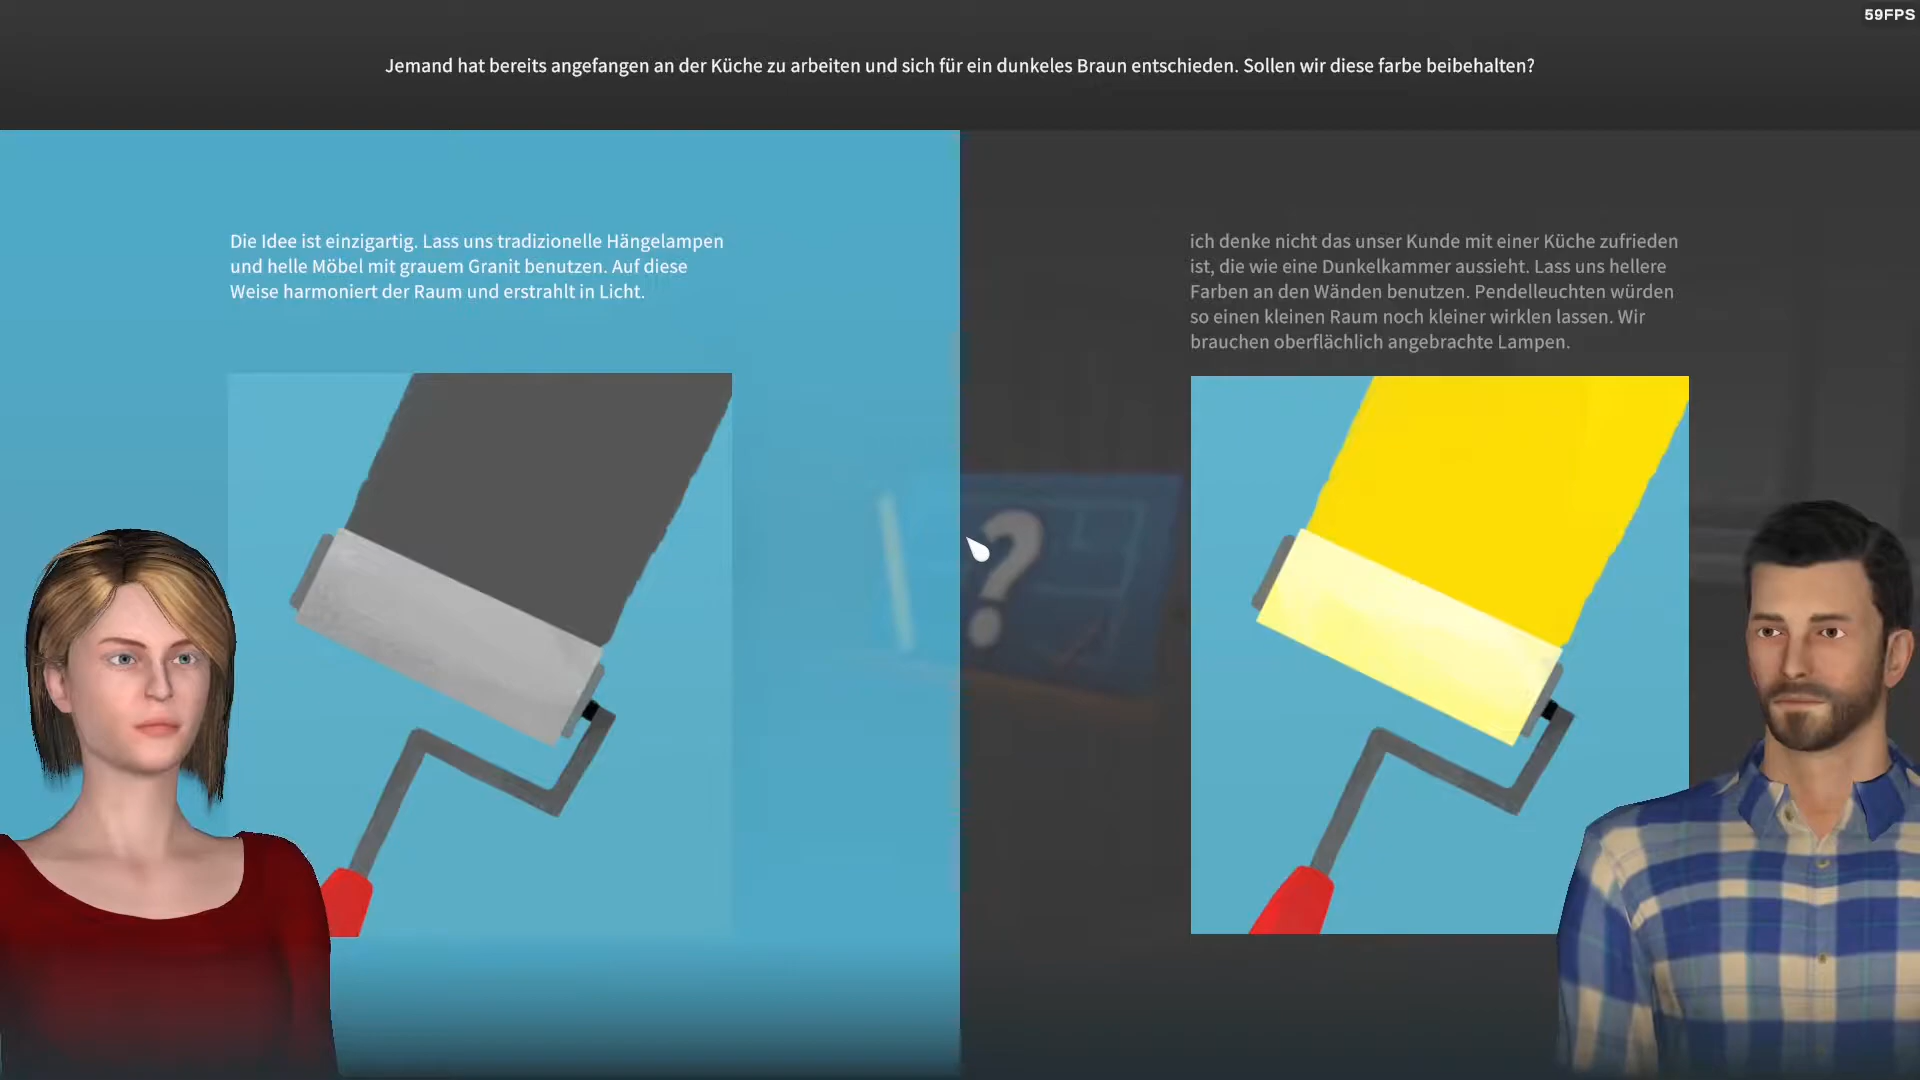 59FPS
Jemand hat bereits angefangen an der Küche zu arbeiten und sich für ein dunkeles Braun entschieden. Sollen wir diese farbe beibehalten?
Die Idee ist einzigartig. Lass uns tradizionelle Hängelampen
und helle Möbel mit grauem Granit benutzen. Auf diese
Weise harmoniert der Raum und erstrahlt in Licht.
ich denke nicht das unser Kunde mit einer Küche zufrieden
ist, die wie eine Dunkelkammer aussieht. Lass uns hellere
Farben an den Wänden benutzen. Pendelleuchten würden
so einen kleinen Raum noch kleiner wirklen lassen. Wir
brauchen oberflächlich angebrachte Lampen.
?